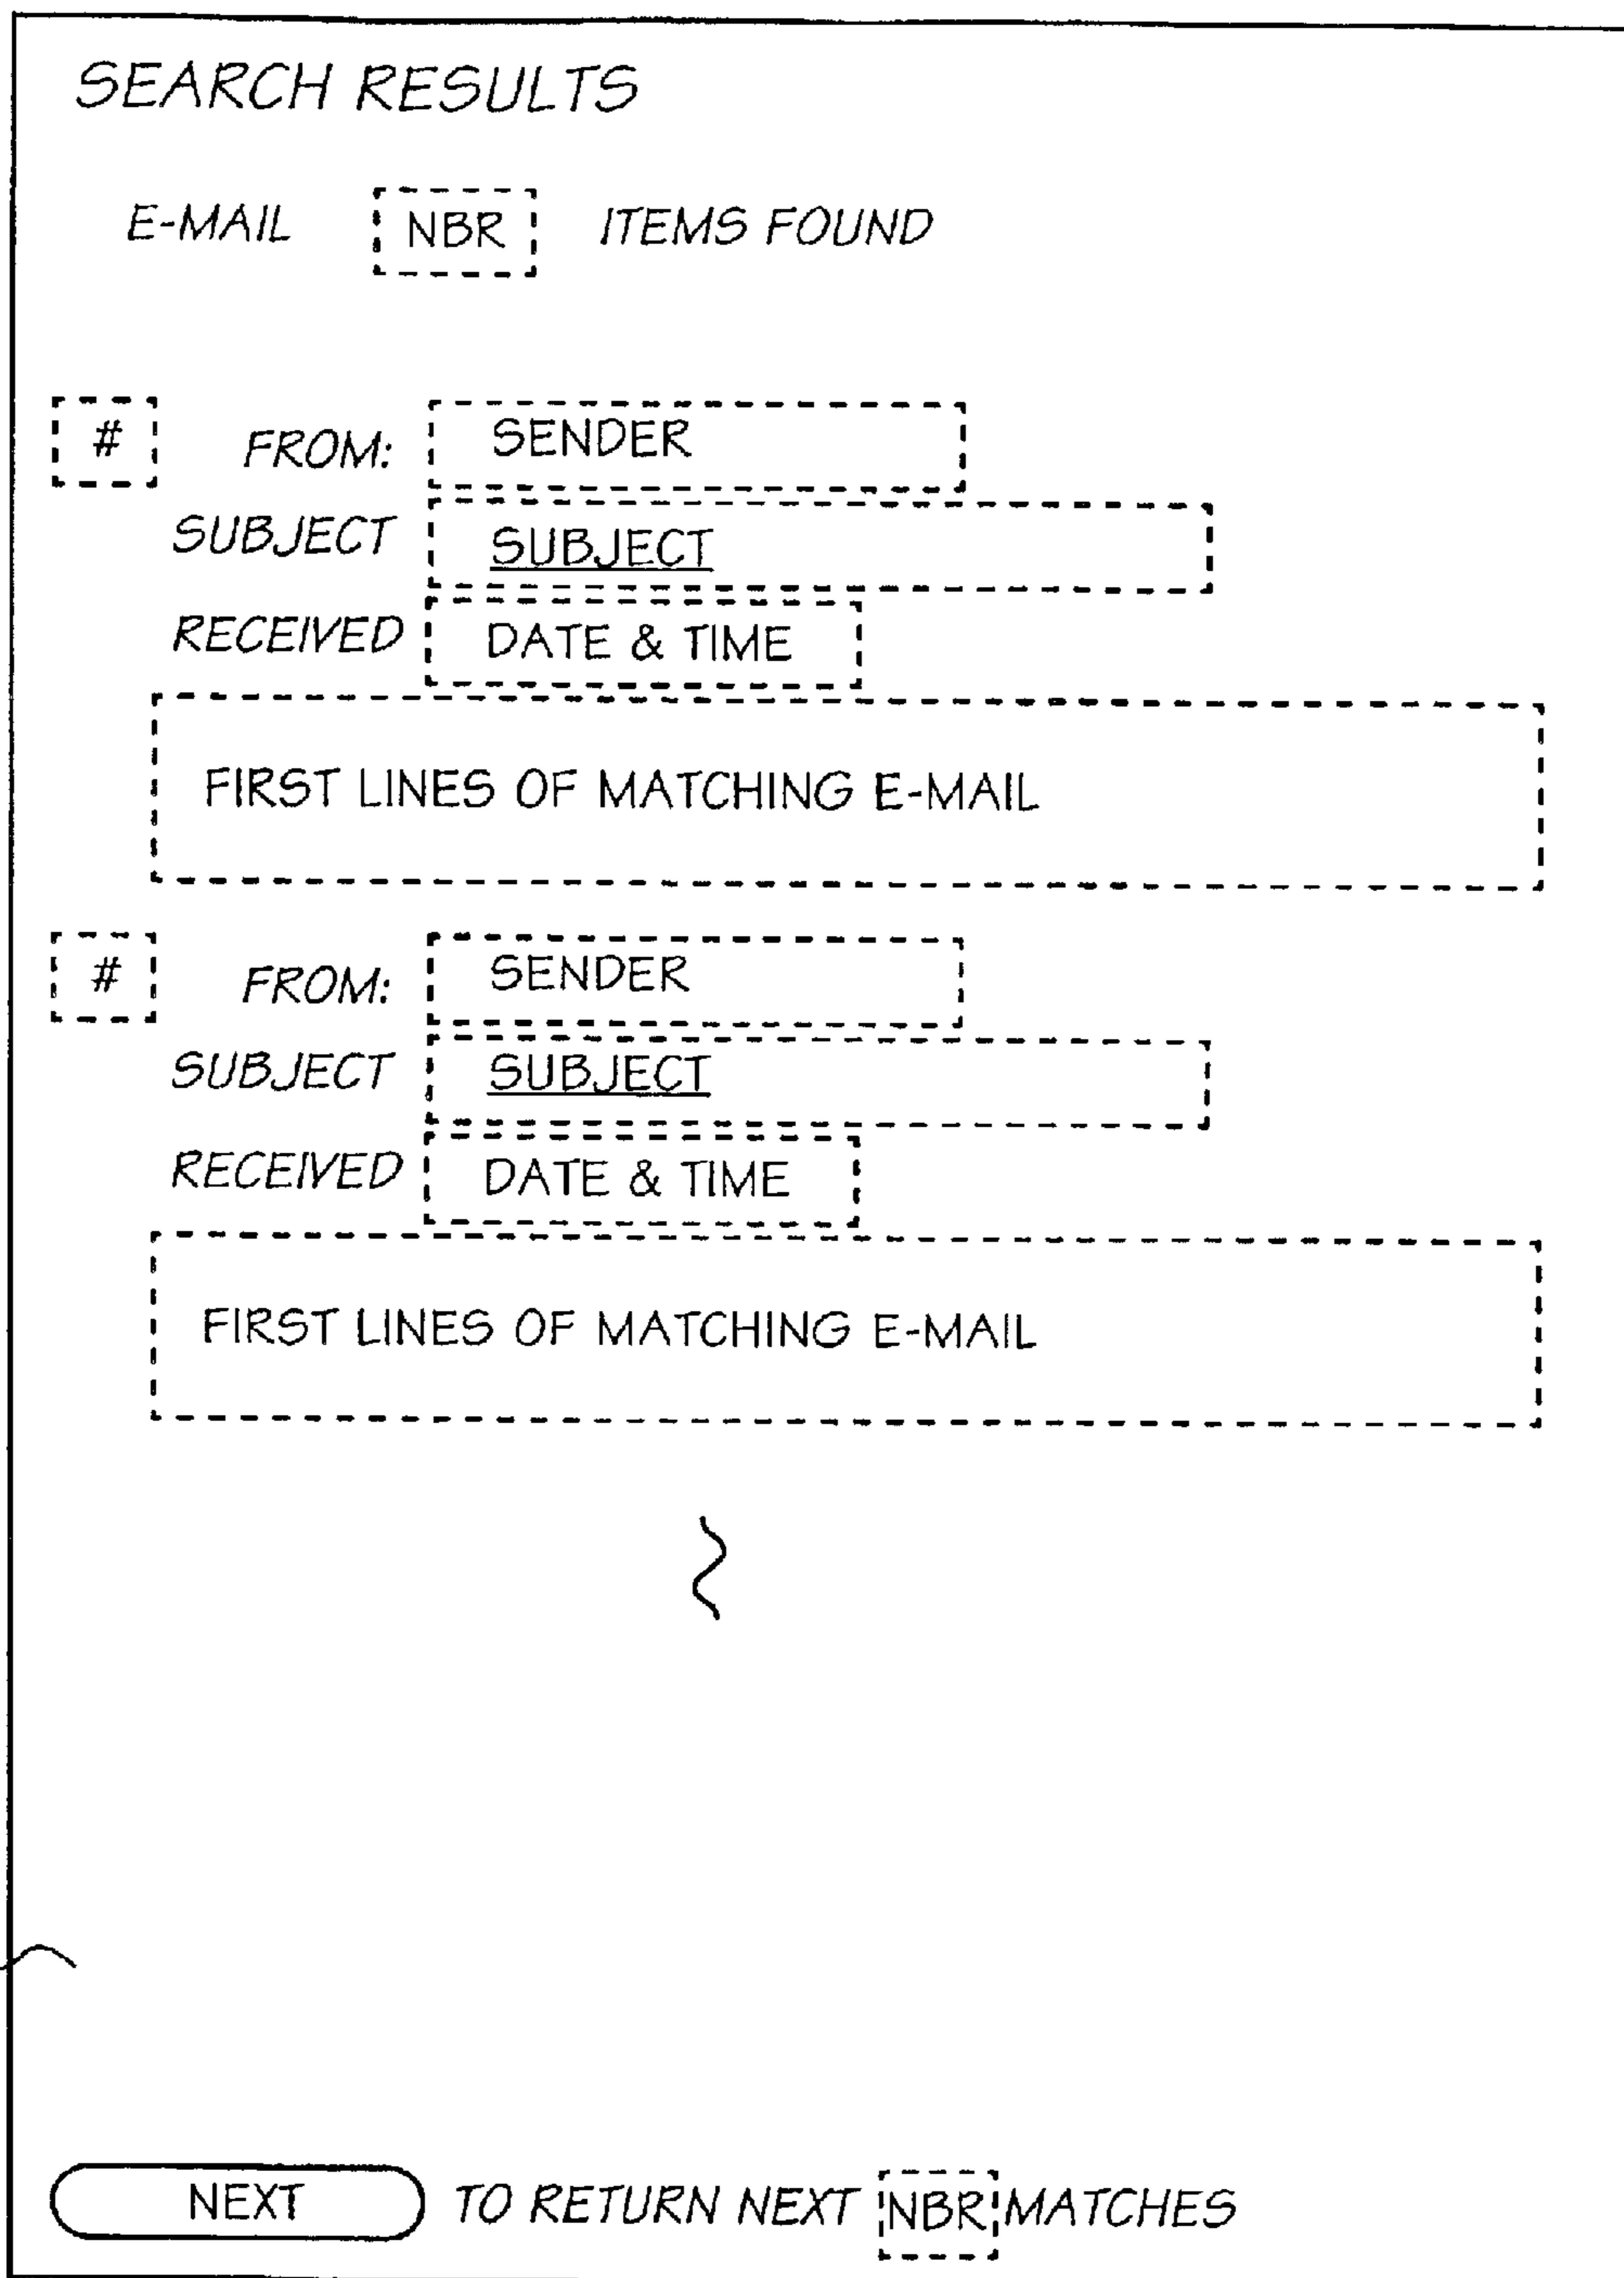 SEARCH RESULTS
E-MAIL NBR ITEMS FOUND
# FROM: SENDER
SUBJECT SUBJECT
RECEIVED DATE & TIME
FIRST LINES OF MATCHING E-MAIL
# FROM: SENDER
SUBJECT SUBJECT
RECEIVED DATE & TIME
FIRST LINES OF MATCHING E-MAIL
NEXT TO RETURN NEXT NBR MATCHES